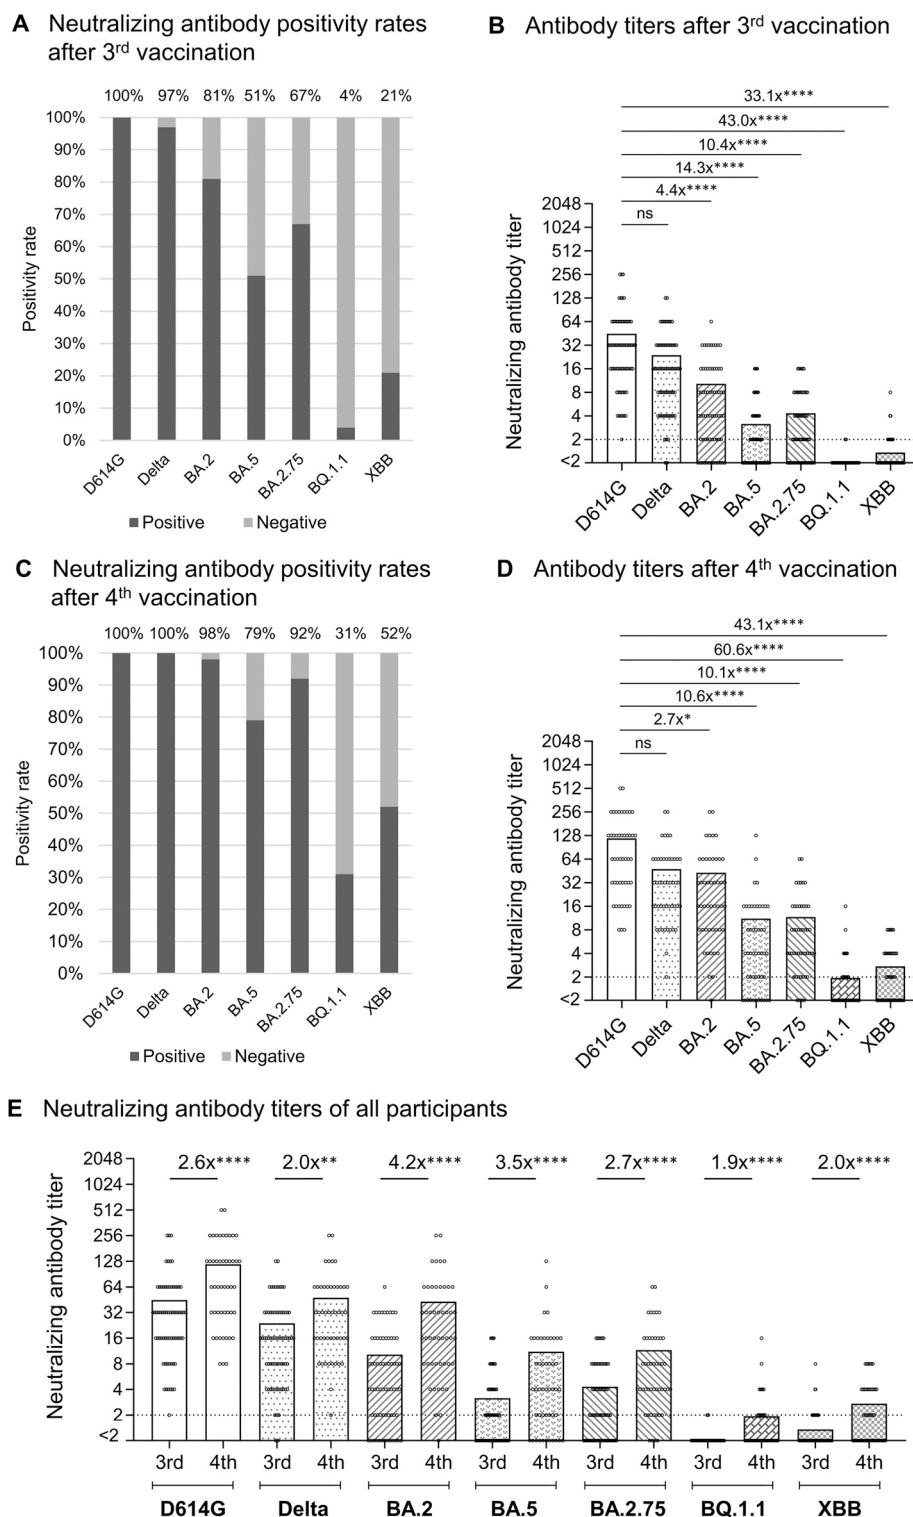 A Neutralizing antibody positivity rates
after 3rd vaccination
100% 97% 81% 51% 67% 4% 21%
Positivity rate
100%
90%
80%
70%
60%
50%
40%
30%
20%
10%
0%
D614G Delta BA.2 BA.5 BA.2.75 BQ.1.1 XBB
Positive Negative
B Antibody titers after 3rd vaccination
33.1x****
43.0x****
10.4x****
14.3x****
4.4x****
ns
Neutralizing antibody titer
2048
1024
512
256
128
64
32
16
8
4
2
<2
D614G Delta BA.2 BA.5 BA.2.75 BQ.1.1 XBB
C Neutralizing antibody positivity rates
after 4th vaccination
100% 100% 98% 79% 92% 31% 52%
Positivity rate
100%
90%
80%
70%
60%
50%
40%
30%
20%
10%
0%
D614G Delta BA.2 BA.5 BA.2.75 BQ.1.1 XBB
Positive Negative
D Antibody titers after 4th vaccination
43.1x****
60.6x****
10.1x****
10.6x****
2.7x*
ns
Neutralizing antibody titer
2048
1024
512
256
128
64
32
16
8
4
2
<2
D614G Delta BA.2 BA.5 BA.2.75 BQ.1.1 XBB
E Neutralizing antibody titers of all participants
2.6x**** 2.0x** 4.2x**** 3.5x**** 2.7x**** 1.9x**** 2.0x****
Neutralizing antibody titer
2048
1024
512
256
128
64
32
16
8
4
2
<2
3rd 4th 3rd 4th 3rd 4th 3rd 4th 3rd 4th 3rd 4th 3rd 4th
D614G Delta BA.2 BA.5 BA.2.75 BQ.1.1 XBB